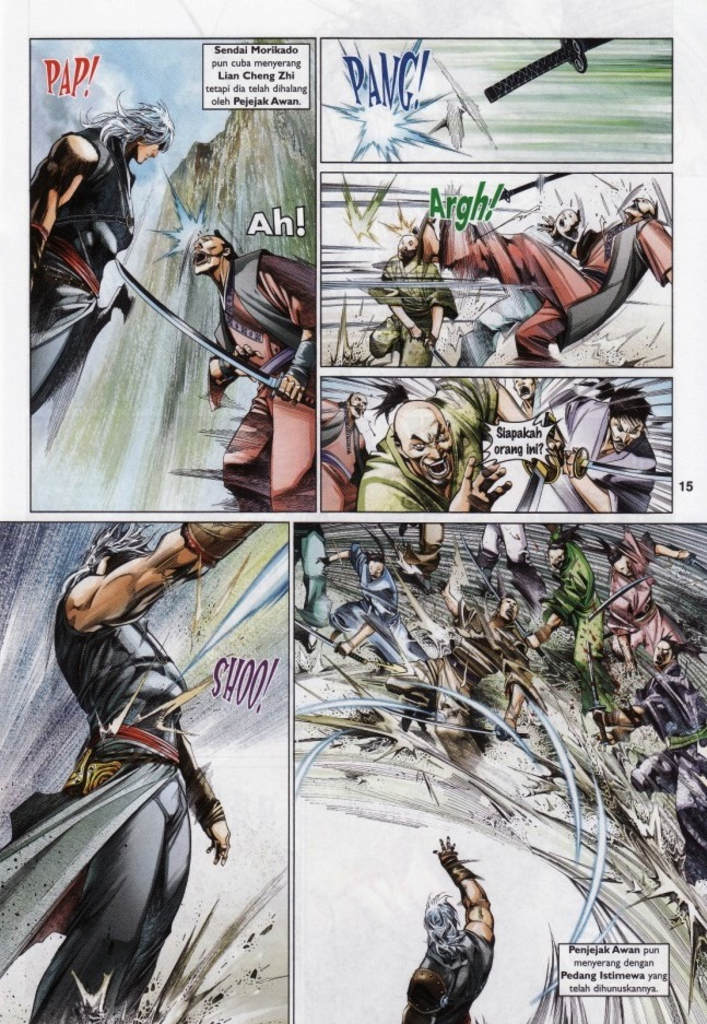 PAP!
Sendai Morikado
pun cuba menyerang
Lian Cheng Zhi
tetapi dia telah dihalang
oleh Pejejak Awan.
Ah!
PANG!
Argh!
Siapakah
orang ini?
15
SHOO!
Penjejak Awan pun
menyerang dengan
Pedang Istimewa yang
telah dihunuskannya.